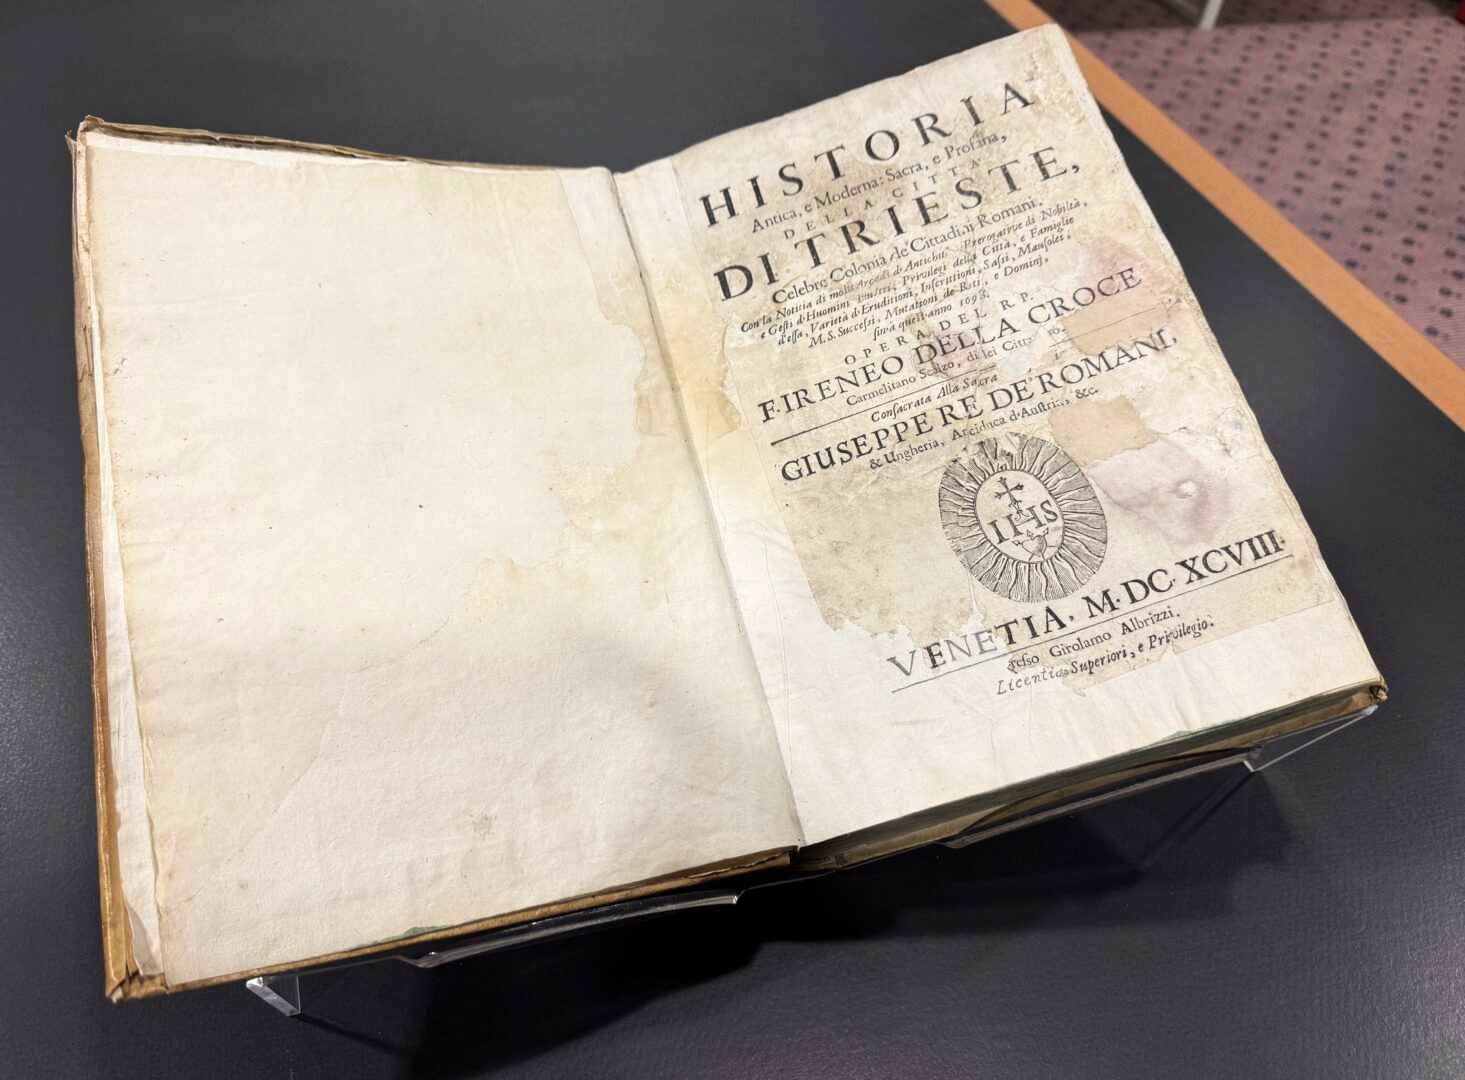 HISTORIA
Antica, e Moderna: Sacra, e Profana,
DELLA CITTA'
DI TRIESTE,
Celebre Colonia de' Cittadini Romani.
Con la Notitia di molti Arcani di Antichità Prerogative di Nobiltà,
e Gesti d'Huomini Illustri; Privilegi della Città, e Famiglie
d'essa, Varietà d'Eruditioni, Inscrittioni, Sassi, Mausolei,
M. S. Successi, Mutationi de Riti, e Dominj,
sin'à quest'anno
OPERA DEL R.P.
F. IRENEO DELLA CROCE
Carmelitano Scalzo, di lei Citta
Consacrata Alla Sacra
GIUSEPPE RE DE' ROMANI,
& Ungheria, Arciduca d'Austria, &c.
IHS
VENETIA, M·DC·XCVIII·
Girolamo Albrizzi.
Licentia Superiori, e Privilegio.